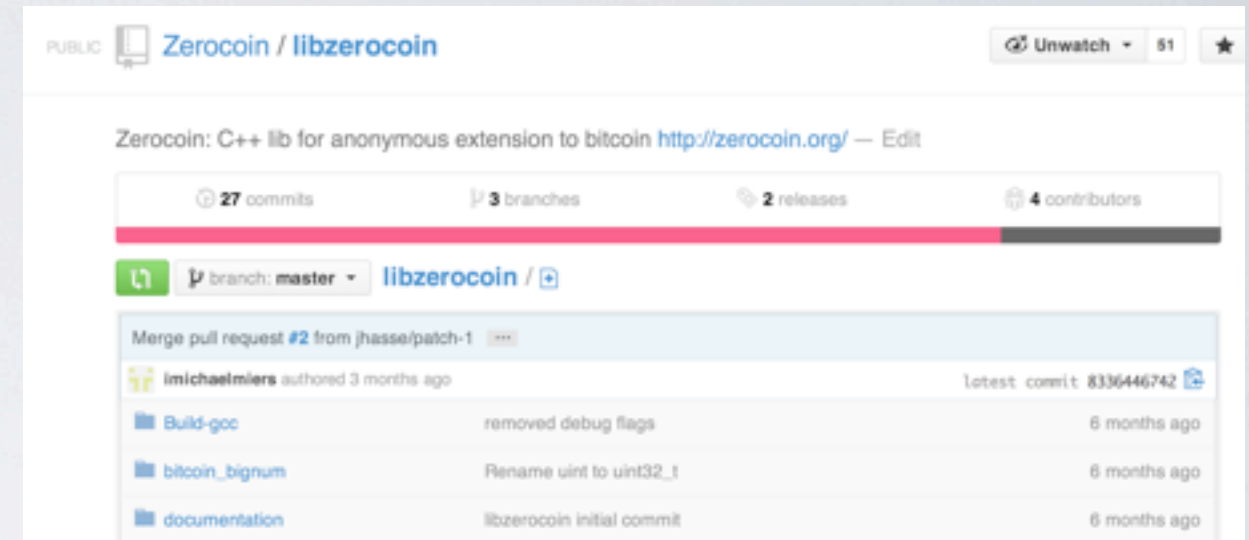 PUBLIC Zerocoin / libzerocoin Unwatch 51
Zerocoin: C++ lib for anonymous extension to bitcoin http://zerocoin.org/ — Edit
27 commits 3 branches 2 releases 4 contributors
branch: master libzerocoin /
Merge pull request #2 from jhasse/patch-1 ...
imichaelmiers authored 3 months ago latest commit 8336446742
Build-gcc removed debug flags 6 months ago
bitcoin_bignum Rename uint to uint32_t 6 months ago
documentation libzerocoin initial commit 6 months ago